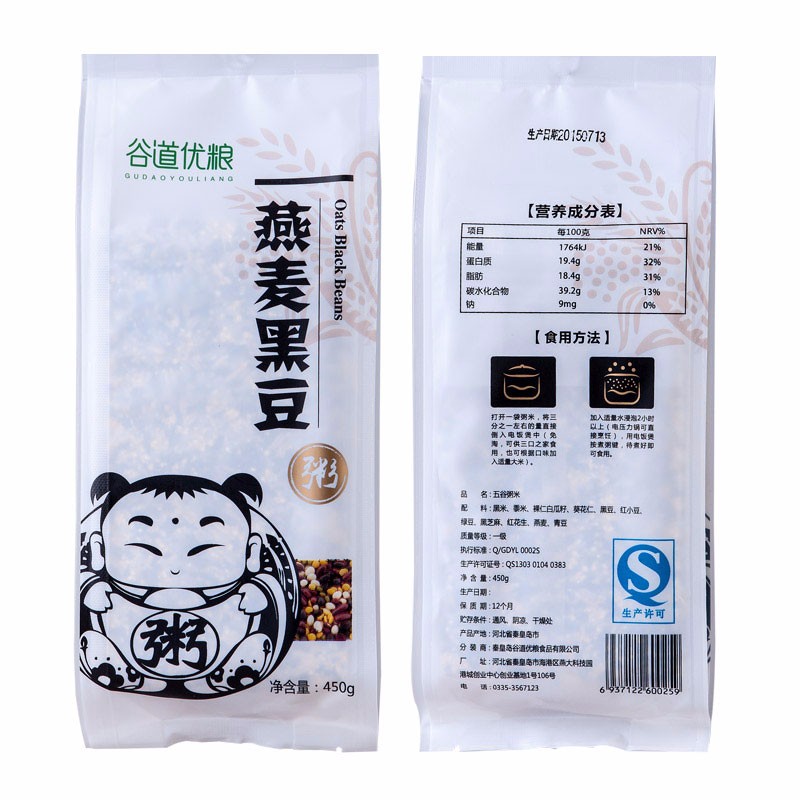 谷道优粮
GUDAOYOULIANG
燕麦黑豆
Oats Black Beans
粥
粥
净含量：450g
生产日期20150713
【营养成分表】
项目 每100克 NRV%
能量 1764kJ 21%
蛋白质 19.4g 32%
脂肪 18.4g 31%
碳水化合物 39.2g 13%
钠 9mg 0%
【食用方法】
打开一袋粥米，将三
分之一左右的量直接
倒入电饭煲中（免
淘，可供三口之家食
用，也可根据口味加
入适量大米）。
加入适量水浸泡2小时
以上（电压力锅可直
接烹饪），用电饭煲
按煮粥键，待煮好即
可食用。
品 名：五谷粥米
配 料：黑米、黍米、裸仁白瓜籽、葵花仁、黑豆、红小豆、
绿豆、黑芝麻、红花生、燕麦、青豆
质量等级：一级
执行标准：Q/GDYL 0002S
生产许可证号：QS1303 0104 0383
净 含 量：450g
生产日期：
保 质 期：12个月
贮存条件：通风、阴凉、干燥处
产品产地：河北省秦皇岛市
分 装 商：秦皇岛谷道优粮食品有限公司
厂 址：河北省秦皇岛市海港区燕大科技园
港城创业中心创业基地1号106号
电 话：0335-3567123
生产许可
6 937122 600259